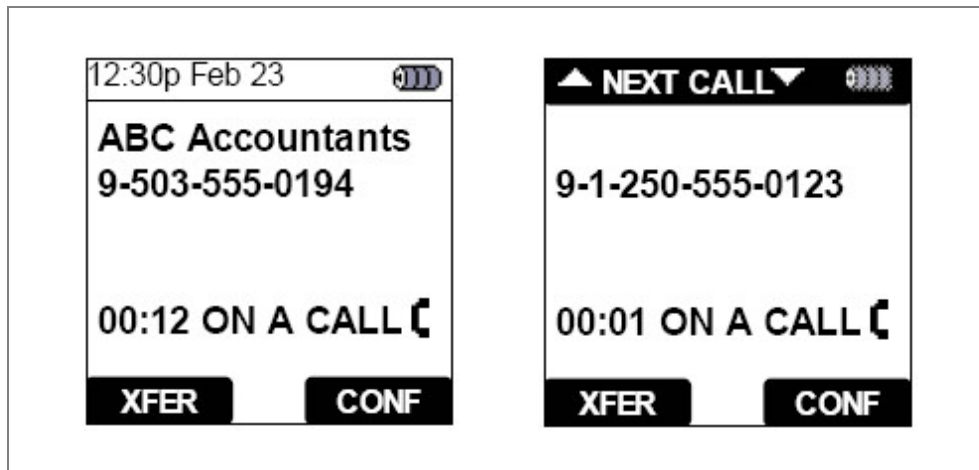 12:30p Feb 23
ABC Accountants
9-503-555-0194
00:12 ON A CALL
XFER CONF
NEXT CALL
9-1-250-555-0123
00:01 ON A CALL
XFER CONF